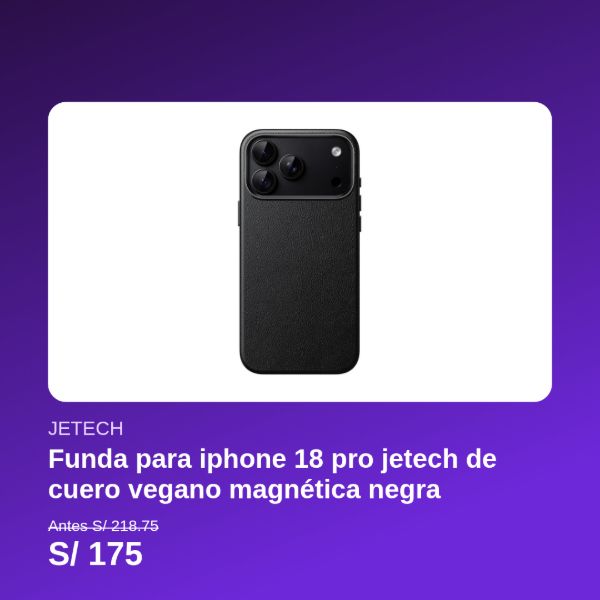 JETECH
Funda para iphone 18 pro jetech de
cuero vegano magnética negra
Antes S/ 218.75
S/ 175